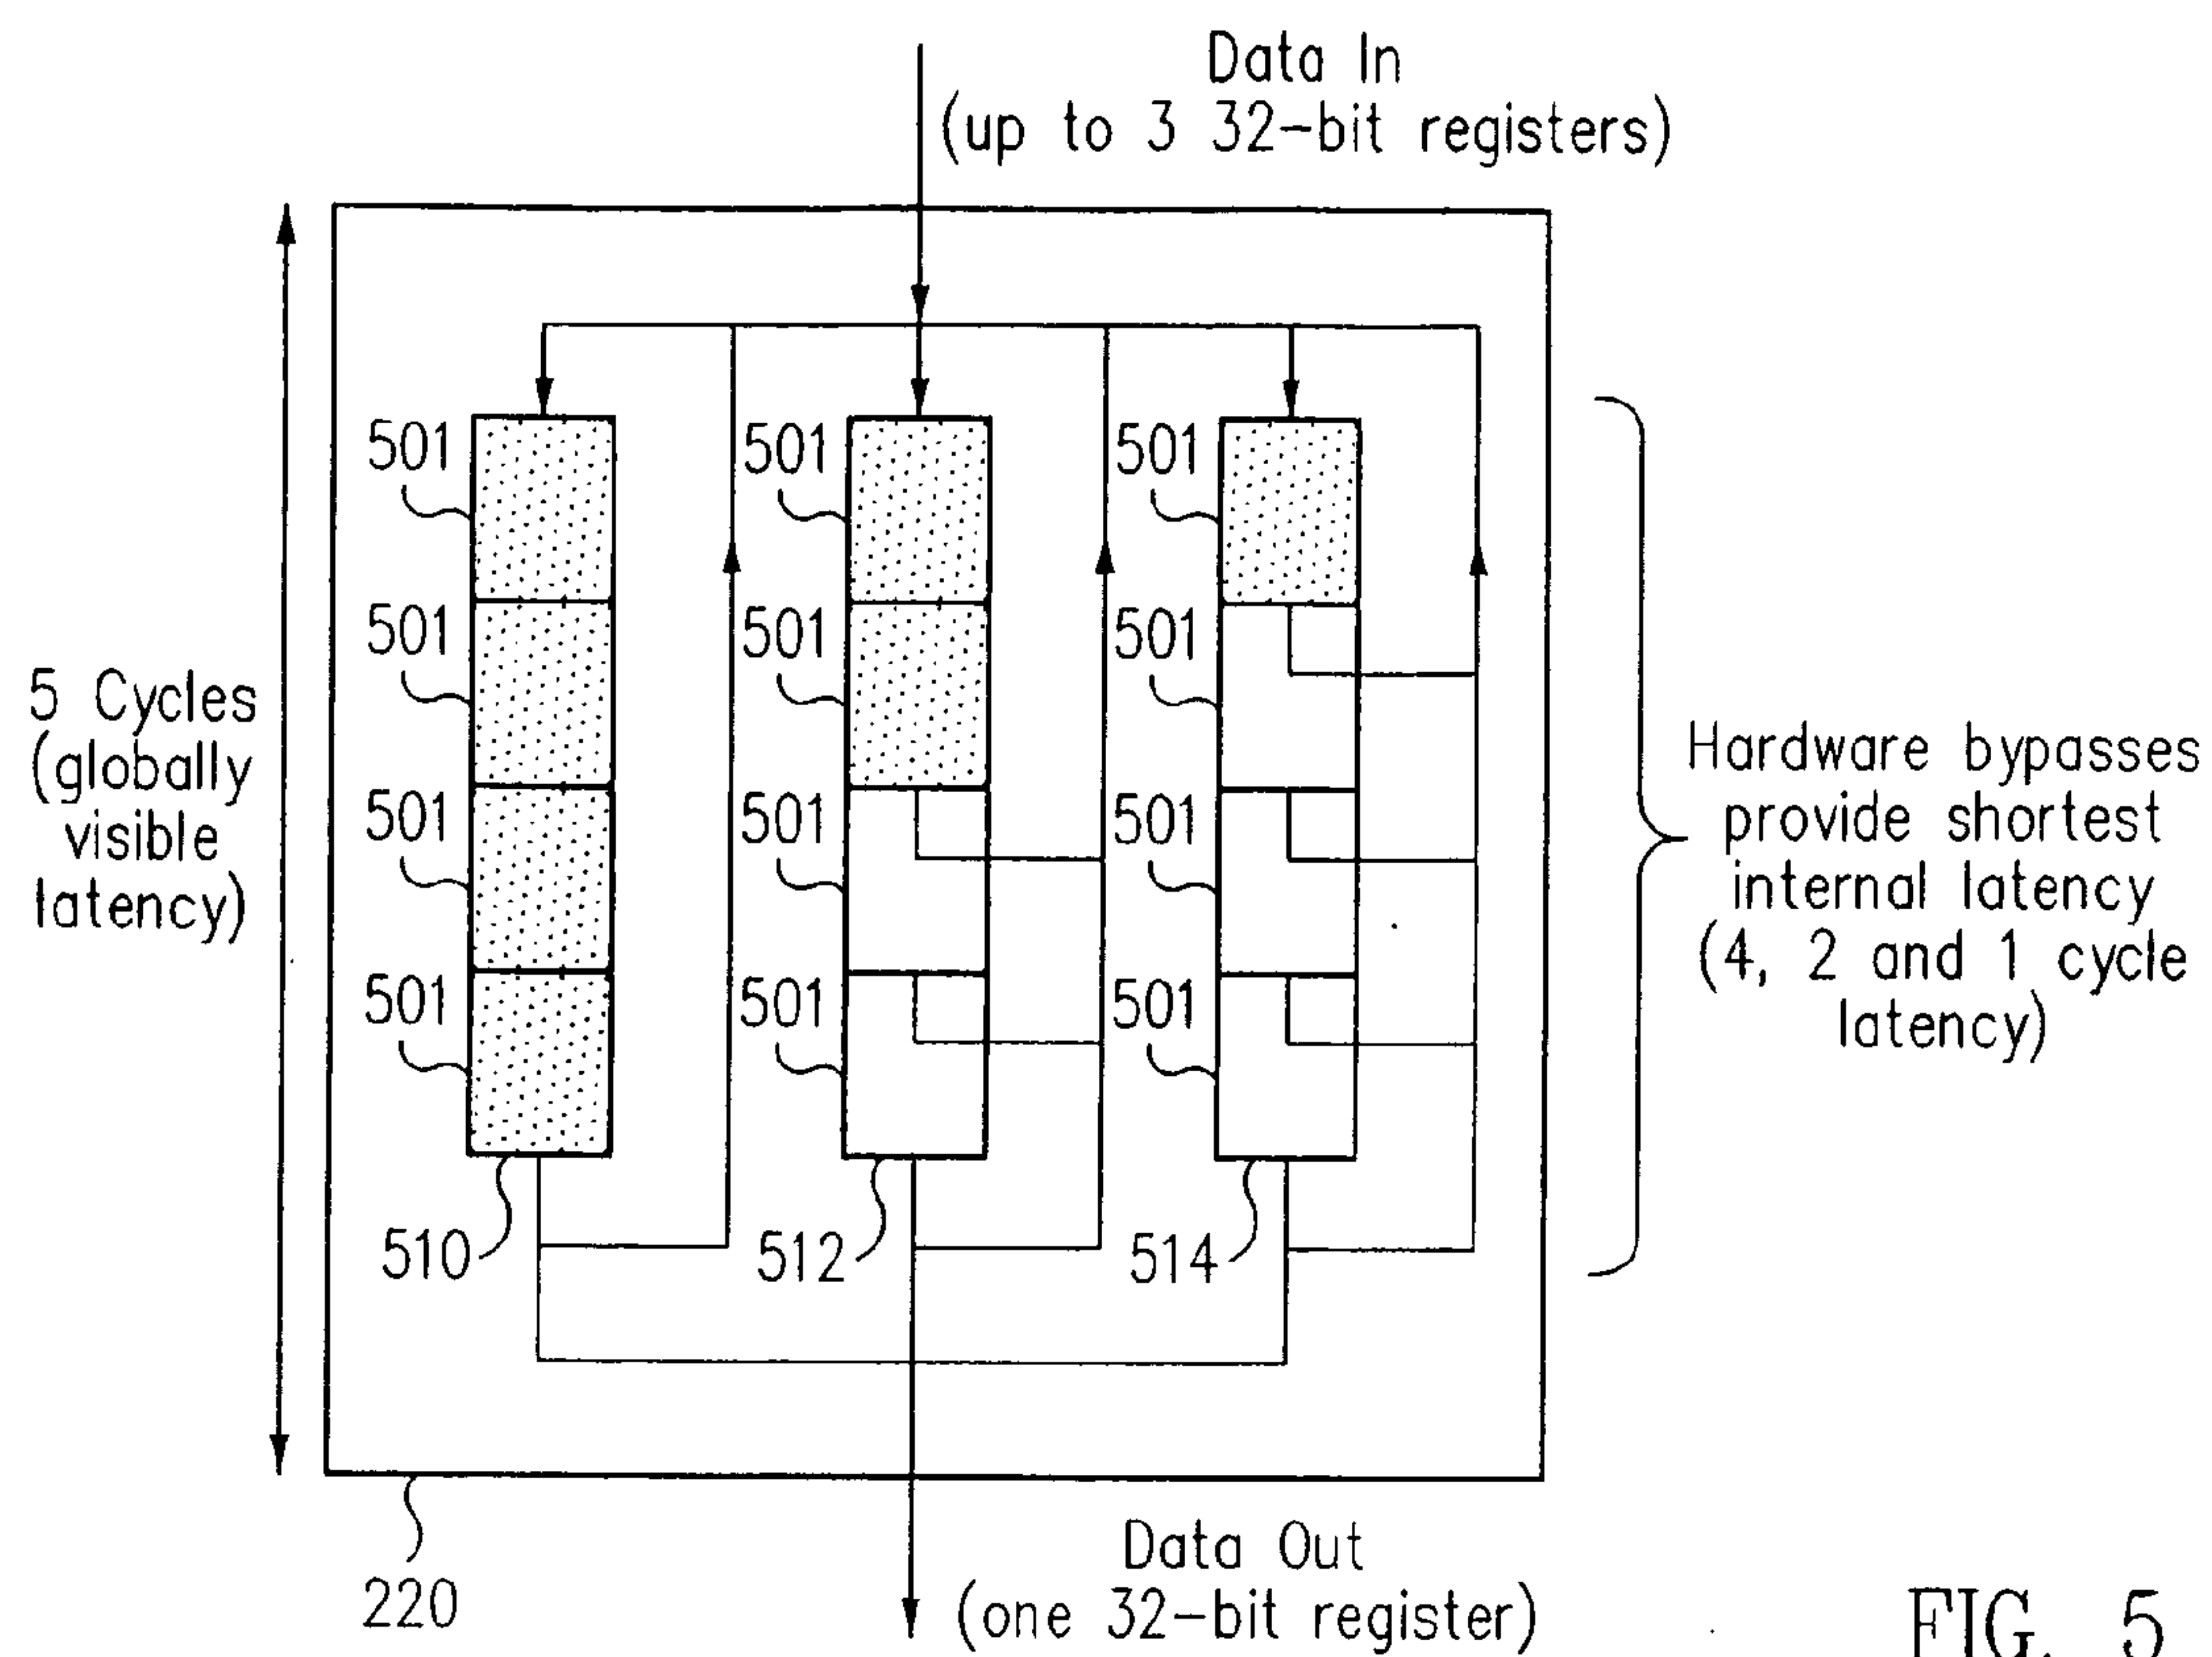 Data In
(up to 3 32-bit registers)
501 501 501
501 501 501
5 Cycles
(globally
visible
latency)
Hardware bypasses
provide shortest
internal latency
(4, 2 and 1 cycle
latency)
501 501 501
501 501 501
510 512 514
220
Data Out
(one 32-bit register)
FIG. 5